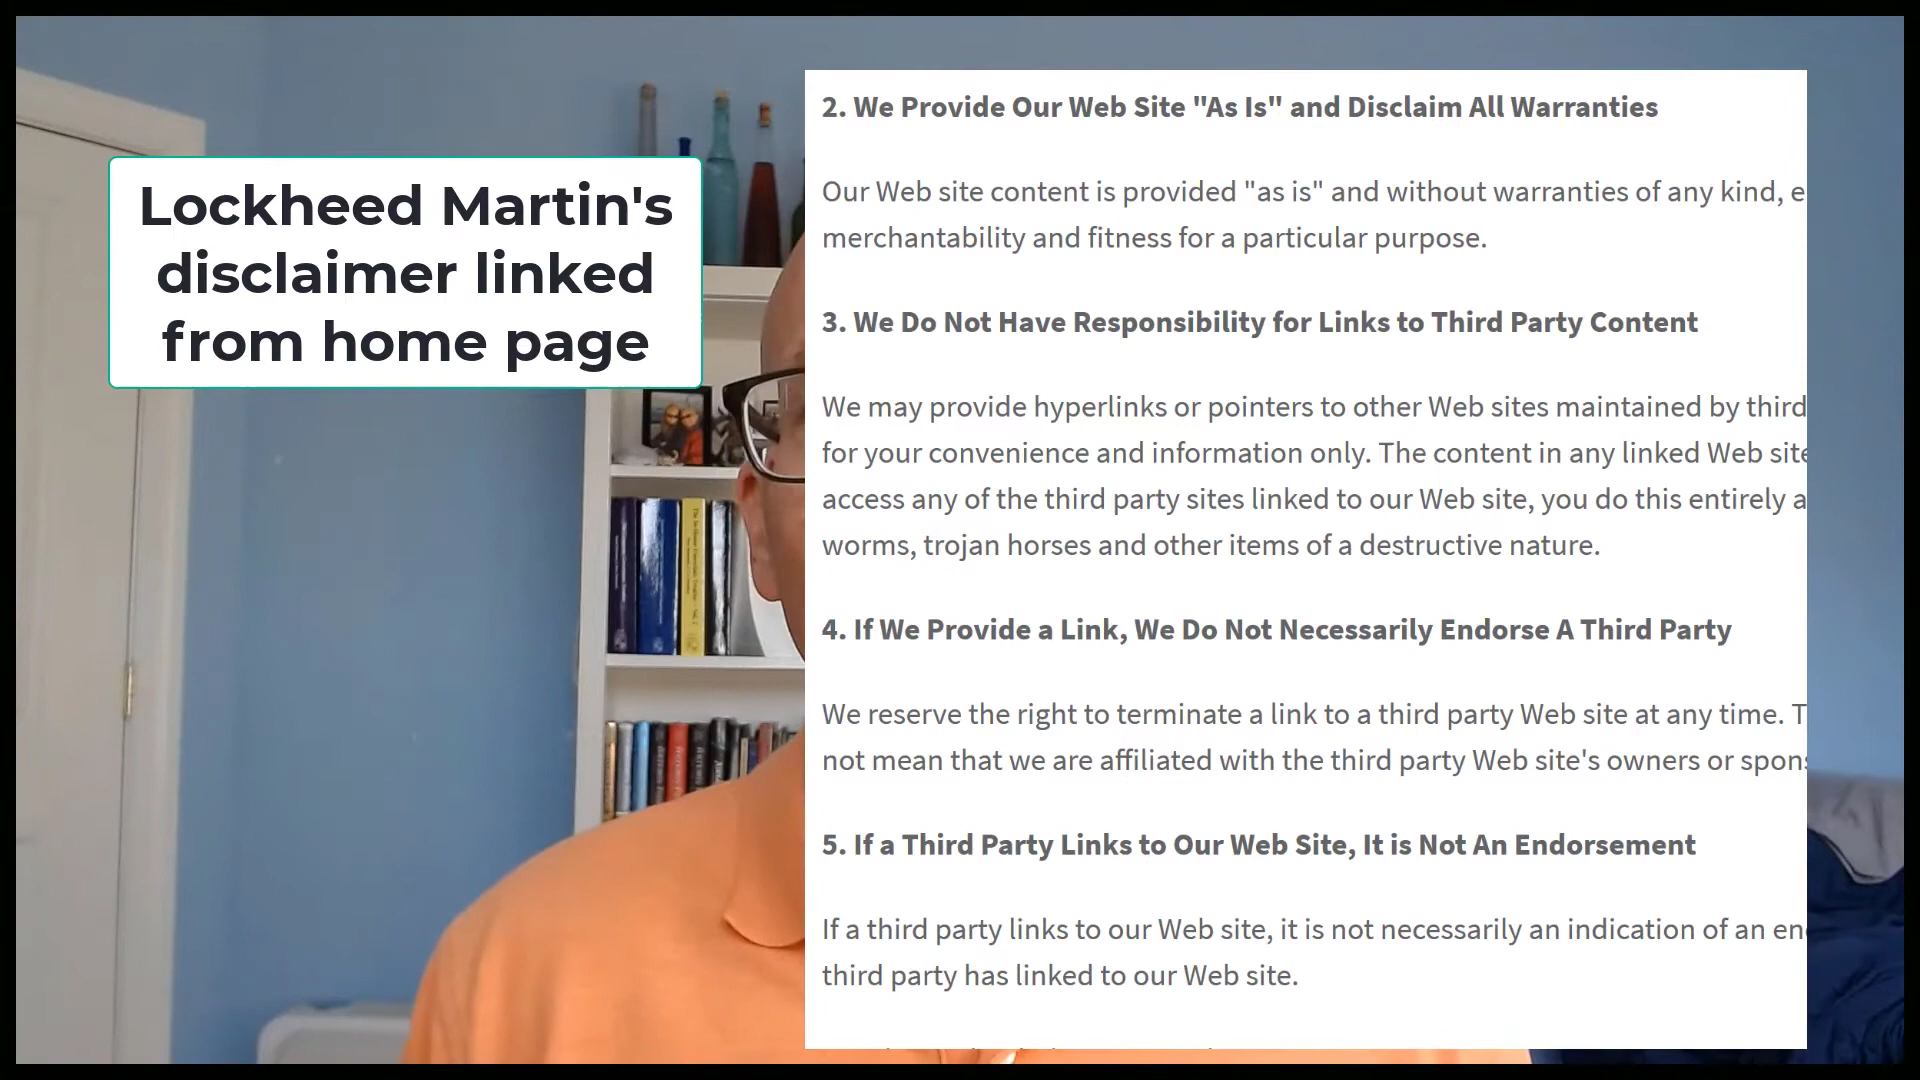 Lockheed Martin's
disclaimer linked
from home page
2. We Provide Our Web Site "As Is" and Disclaim All Warranties
Our Web site content is provided "as is" and without warranties of any kind, e
merchantability and fitness for a particular purpose.
3. We Do Not Have Responsibility for Links to Third Party Content
We may provide hyperlinks or pointers to other Web sites maintained by third
for your convenience and information only. The content in any linked Web site
access any of the third party sites linked to our Web site, you do this entirely a
worms, trojan horses and other items of a destructive nature.
4. If We Provide a Link, We Do Not Necessarily Endorse A Third Party
We reserve the right to terminate a link to a third party Web site at any time. T
not mean that we are affiliated with the third party Web site's owners or spons
5. If a Third Party Links to Our Web Site, It is Not An Endorsement
If a third party links to our Web site, it is not necessarily an indication of an en
third party has linked to our Web site.